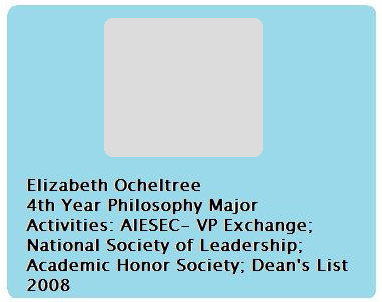 Elizabeth Ocheltree
4th Year Philosophy Major
Activities: AIESEC- VP Exchange;
National Society of Leadership;
Academic Honor Society; Dean's List
2008